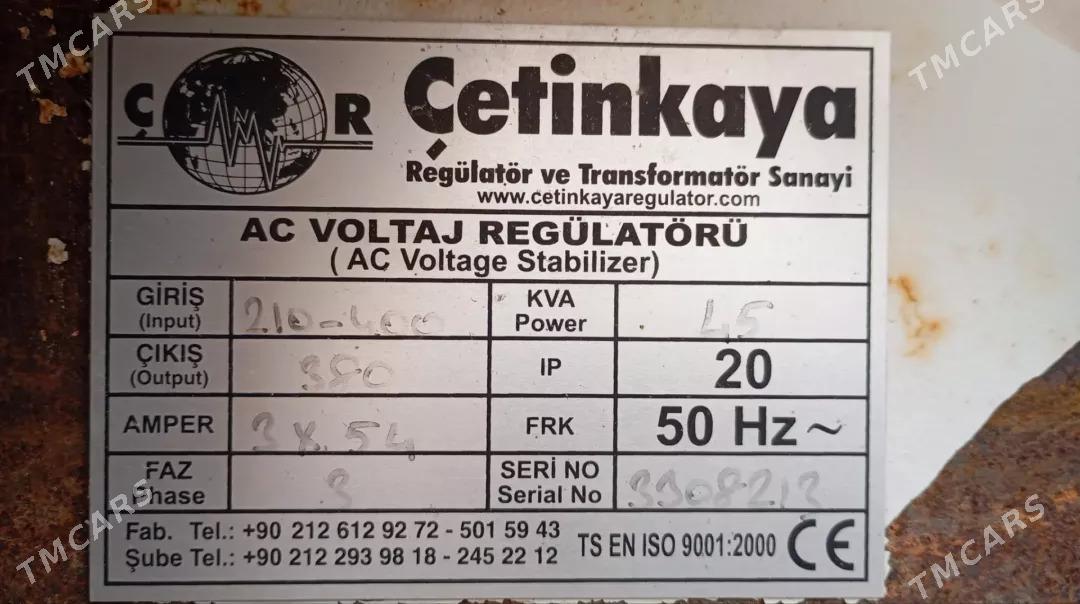 TMCARS
TMCARS
Ç R
Çetinkaya
Regülatör ve Transformatör Sanayi
www.cetinkayaregulator.com
AC VOLTAJ REGÜLATÖRÜ
( AC Voltage Stabilizer)
GİRİŞ
(Input)
210-400
KVA
Power
45
ÇIKIŞ
(Output)
380
IP
20
AMPER
3 x 54
FRK
50 Hz ~
FAZ
Phase
3
SERİ NO
Serial No
3308213
Fab. Tel.: +90 212 612 92 72 - 501 59 43
Şube Tel.: +90 212 293 98 18 - 245 22 12
TS EN ISO 9001:2000
CE
TMCARS
TMCARS